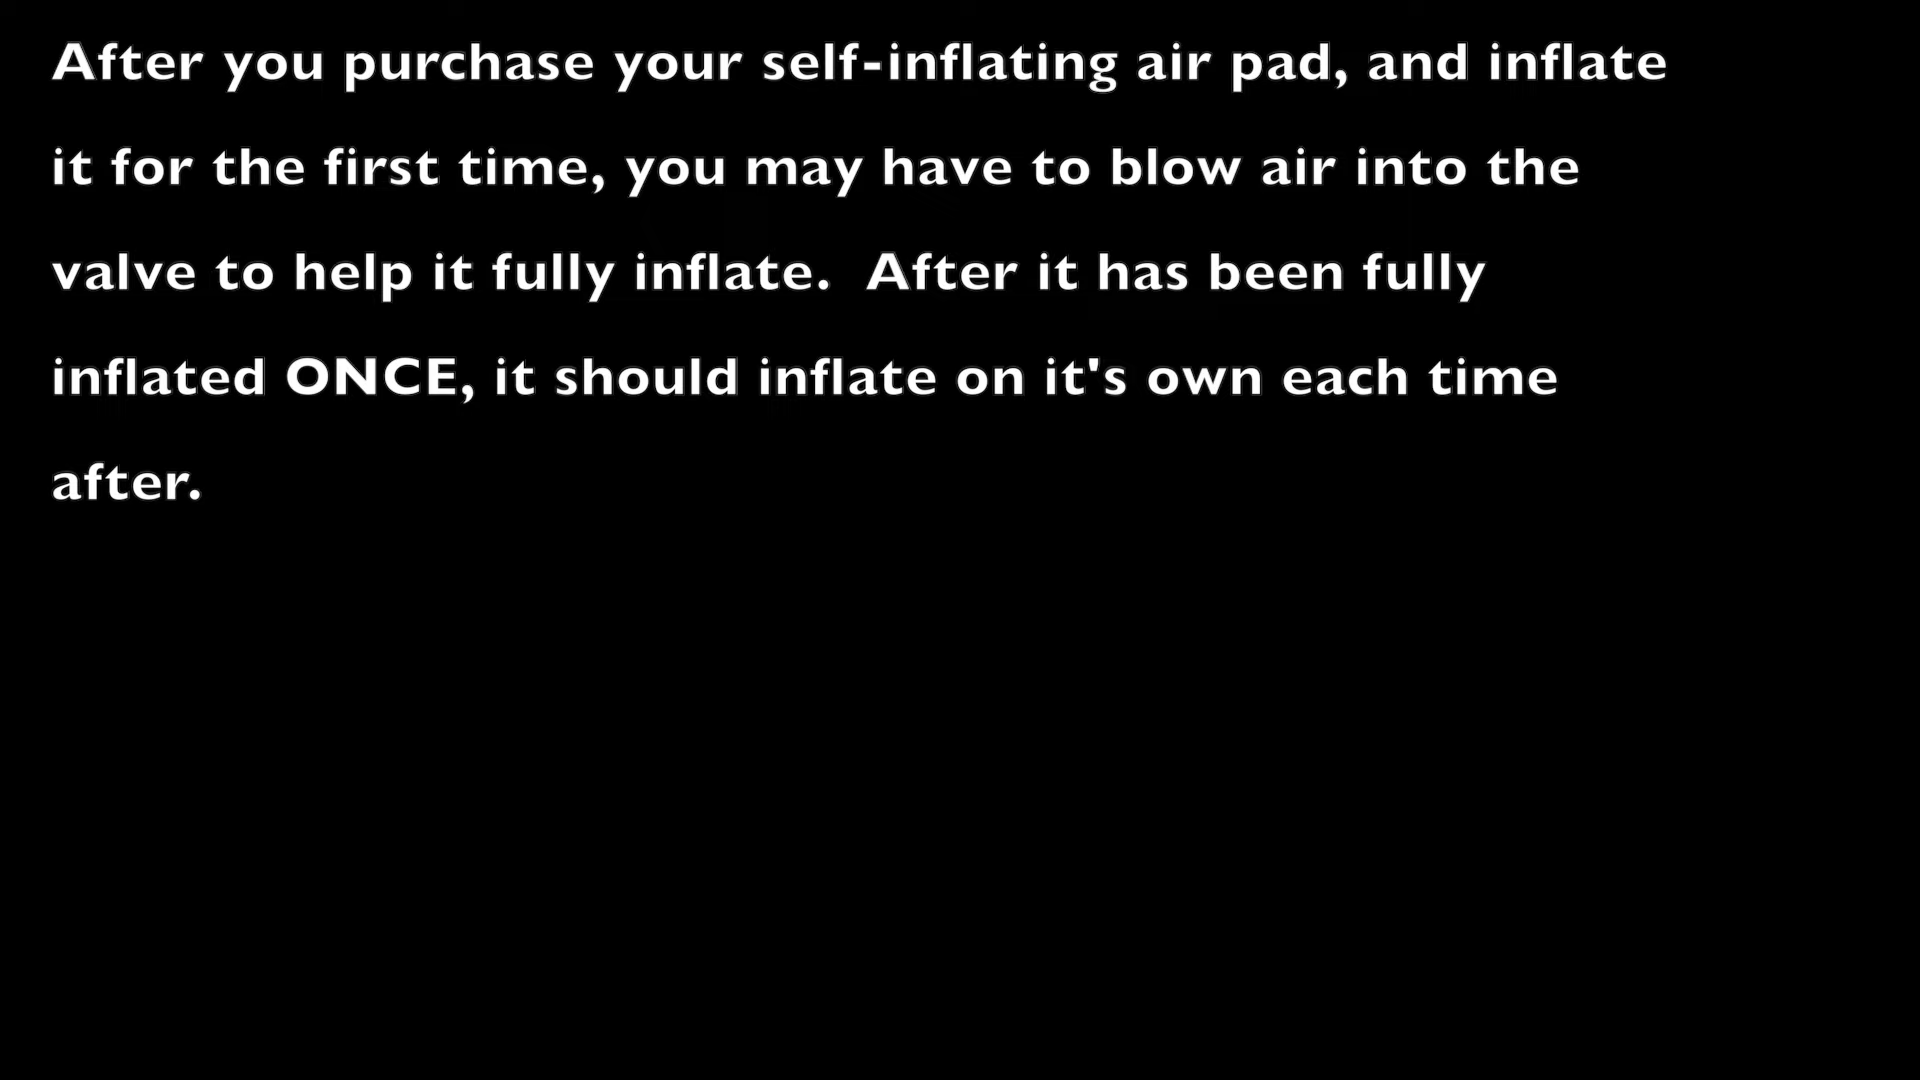 After you purchase your self-inflating air pad, and inflate
it for the first time, you may have to blow air into the
valve to help it fully inflate.  After it has been fully
inflated ONCE, it should inflate on it's own each time
after.